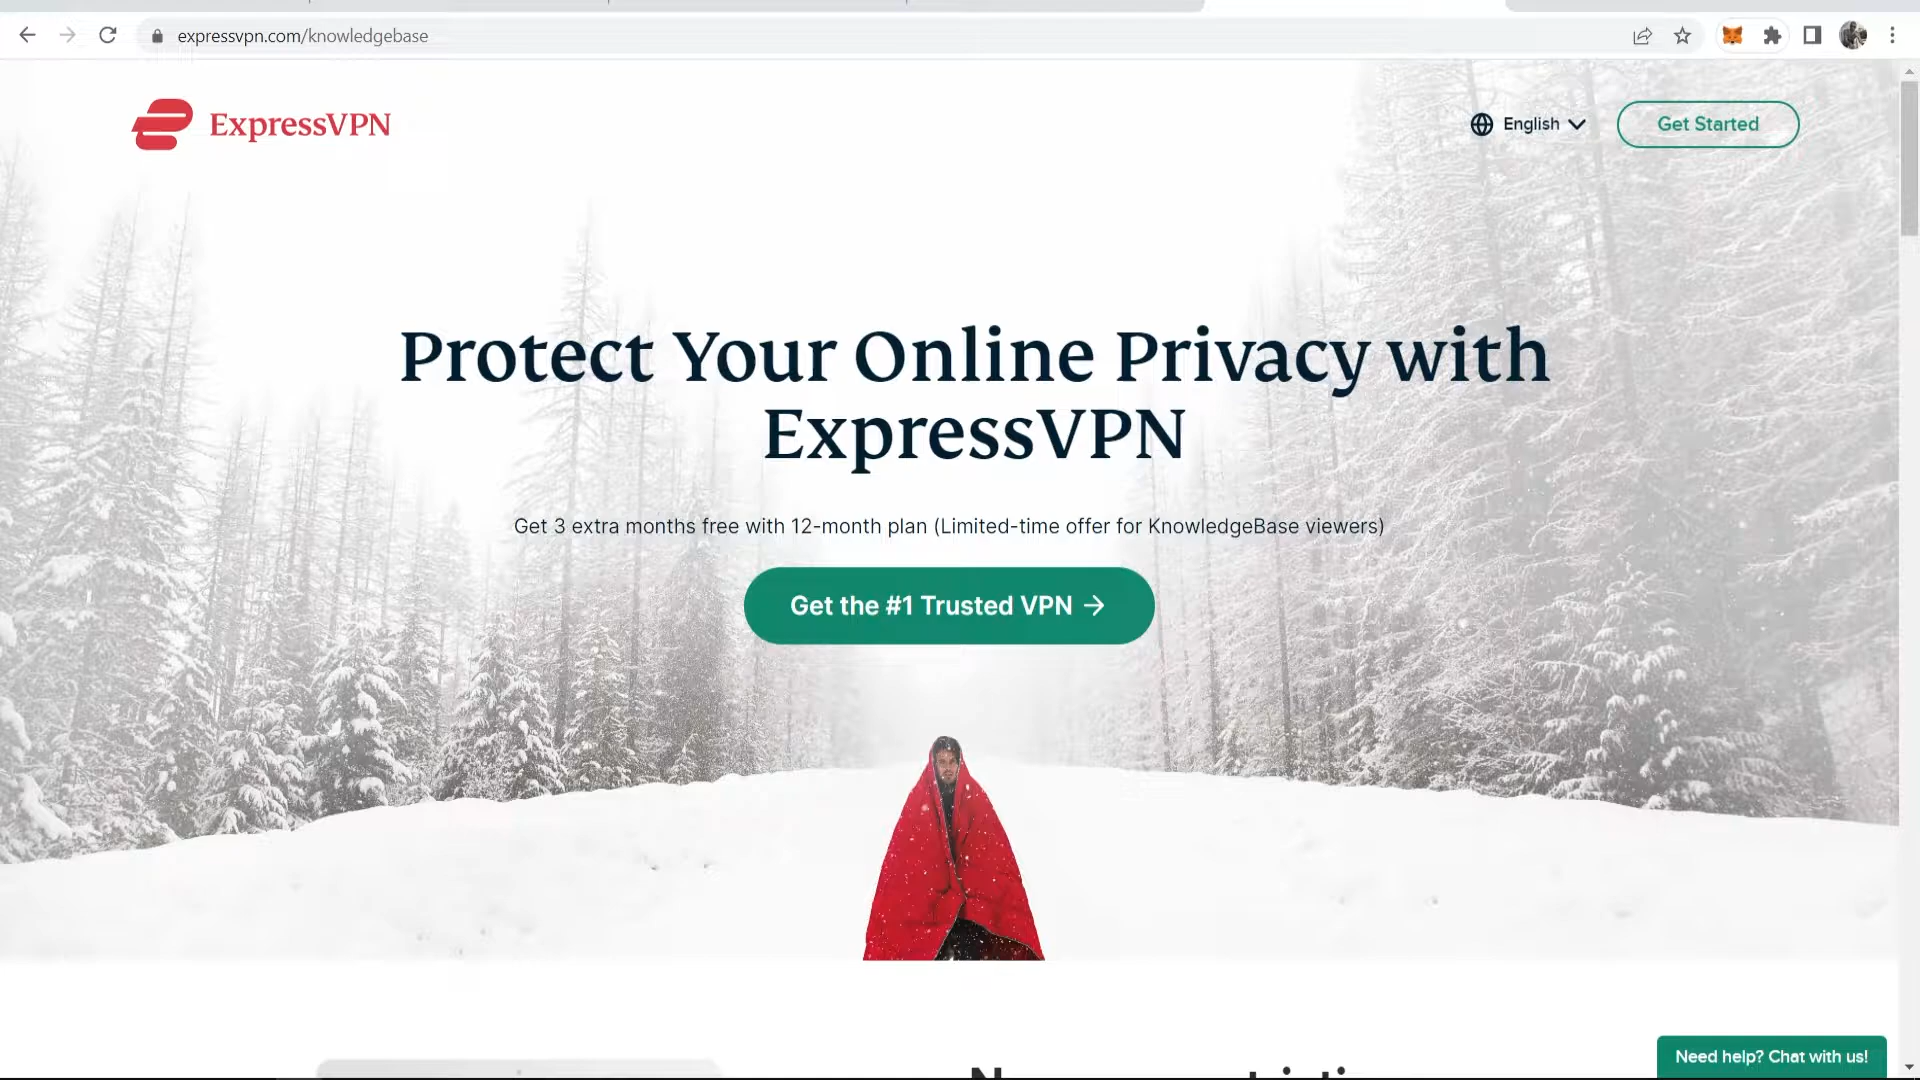 expressvpn.com/knowledgebase
ExpressVPN
English
Get Started
Protect Your Online Privacy with
ExpressVPN
Get 3 extra months free with 12-month plan (Limited-time offer for KnowledgeBase viewers)
Get the #1 Trusted VPN →
Need help? Chat with us!